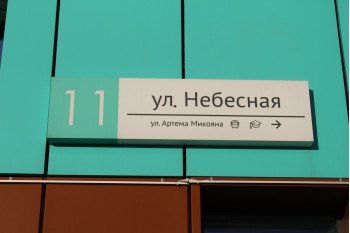 11
ул. Небесная
ул. Артема Микояна →